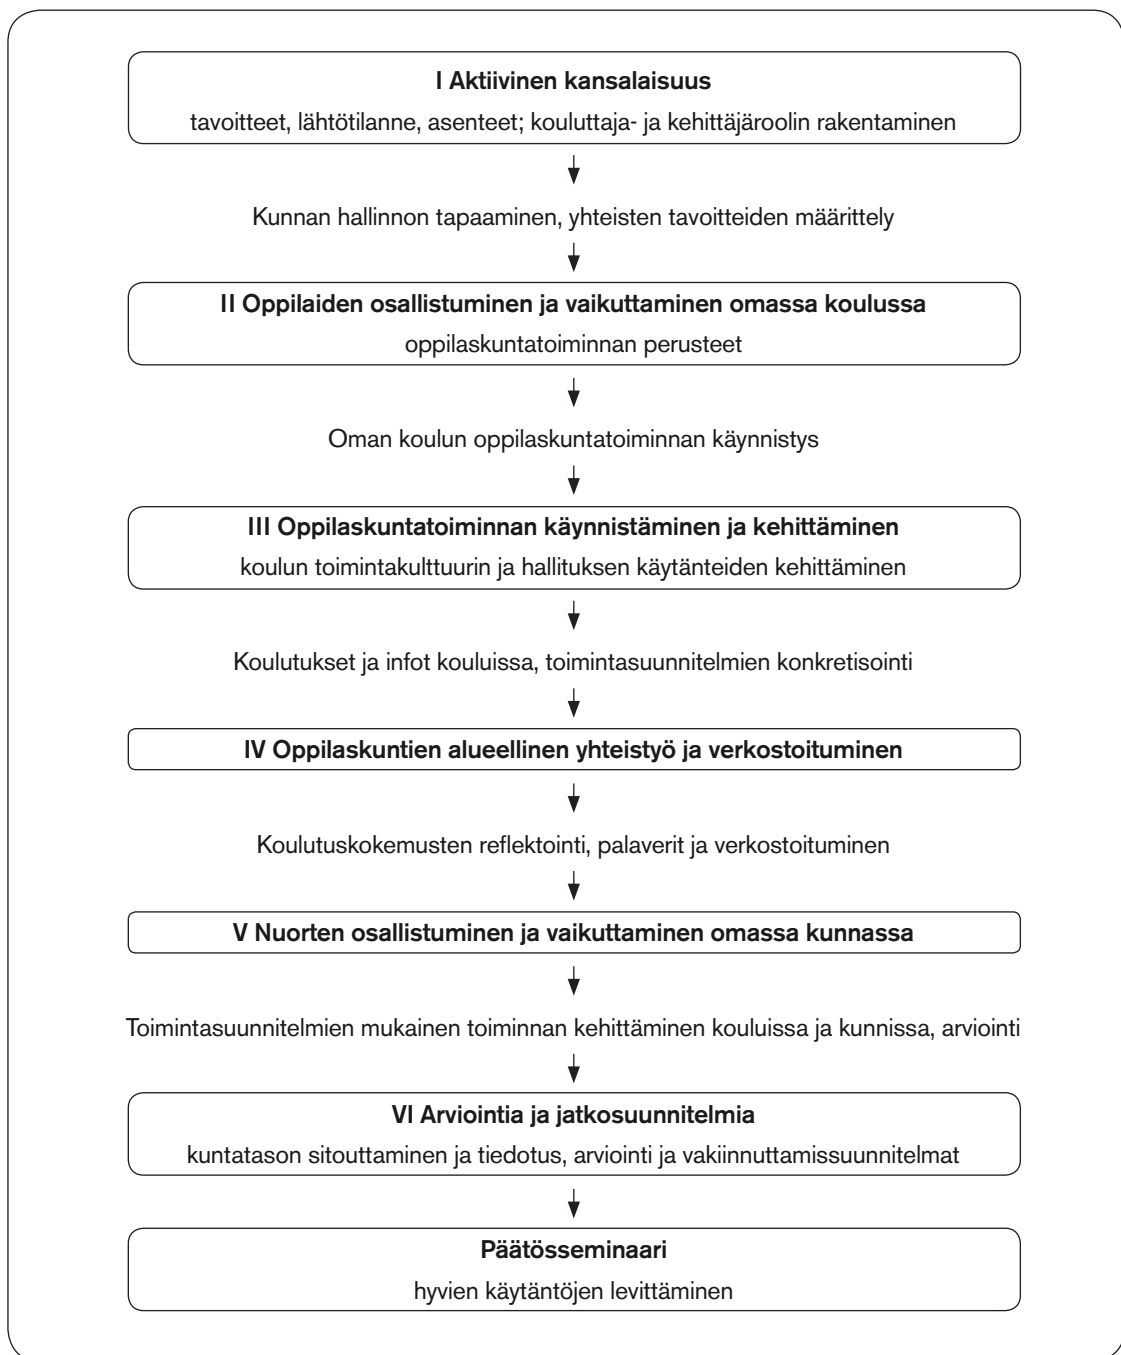 I Aktiivinen kansalaisuus
tavoitteet, lähtötilanne, asenteet; kouluttaja- ja kehittäjäroolin rakentaminen
Kunnan hallinnon tapaaminen, yhteisten tavoitteiden määrittely
II Oppilaiden osallistuminen ja vaikuttaminen omassa koulussa
oppilaskuntatoiminnan perusteet
Oman koulun oppilaskuntatoiminnan käynnistys
III Oppilaskuntatoiminnan käynnistäminen ja kehittäminen
koulun toimintakulttuurin ja hallituksen käytänteiden kehittäminen
Koulutukset ja infot kouluissa, toimintasuunnitelmien konkretisointi
IV Oppilaskuntien alueellinen yhteistyö ja verkostoituminen
Koulutuskokemusten reflektointi, palaverit ja verkostoituminen
V Nuorten osallistuminen ja vaikuttaminen omassa kunnassa
Toimintasuunnitelmien mukainen toiminnan kehittäminen kouluissa ja kunnissa, arviointi
VI Arviointia ja jatkosuunnitelmia
kuntatason sitouttaminen ja tiedotus, arviointi ja vakiinnuttamissuunnitelmat
Päätösseminaari
hyvien käytäntöjen levittäminen